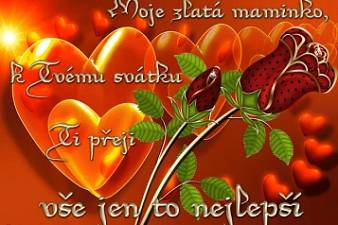 Moje zlatá maminko,
k Tvému svátku
Ti přeji
vše jen to nejlepší